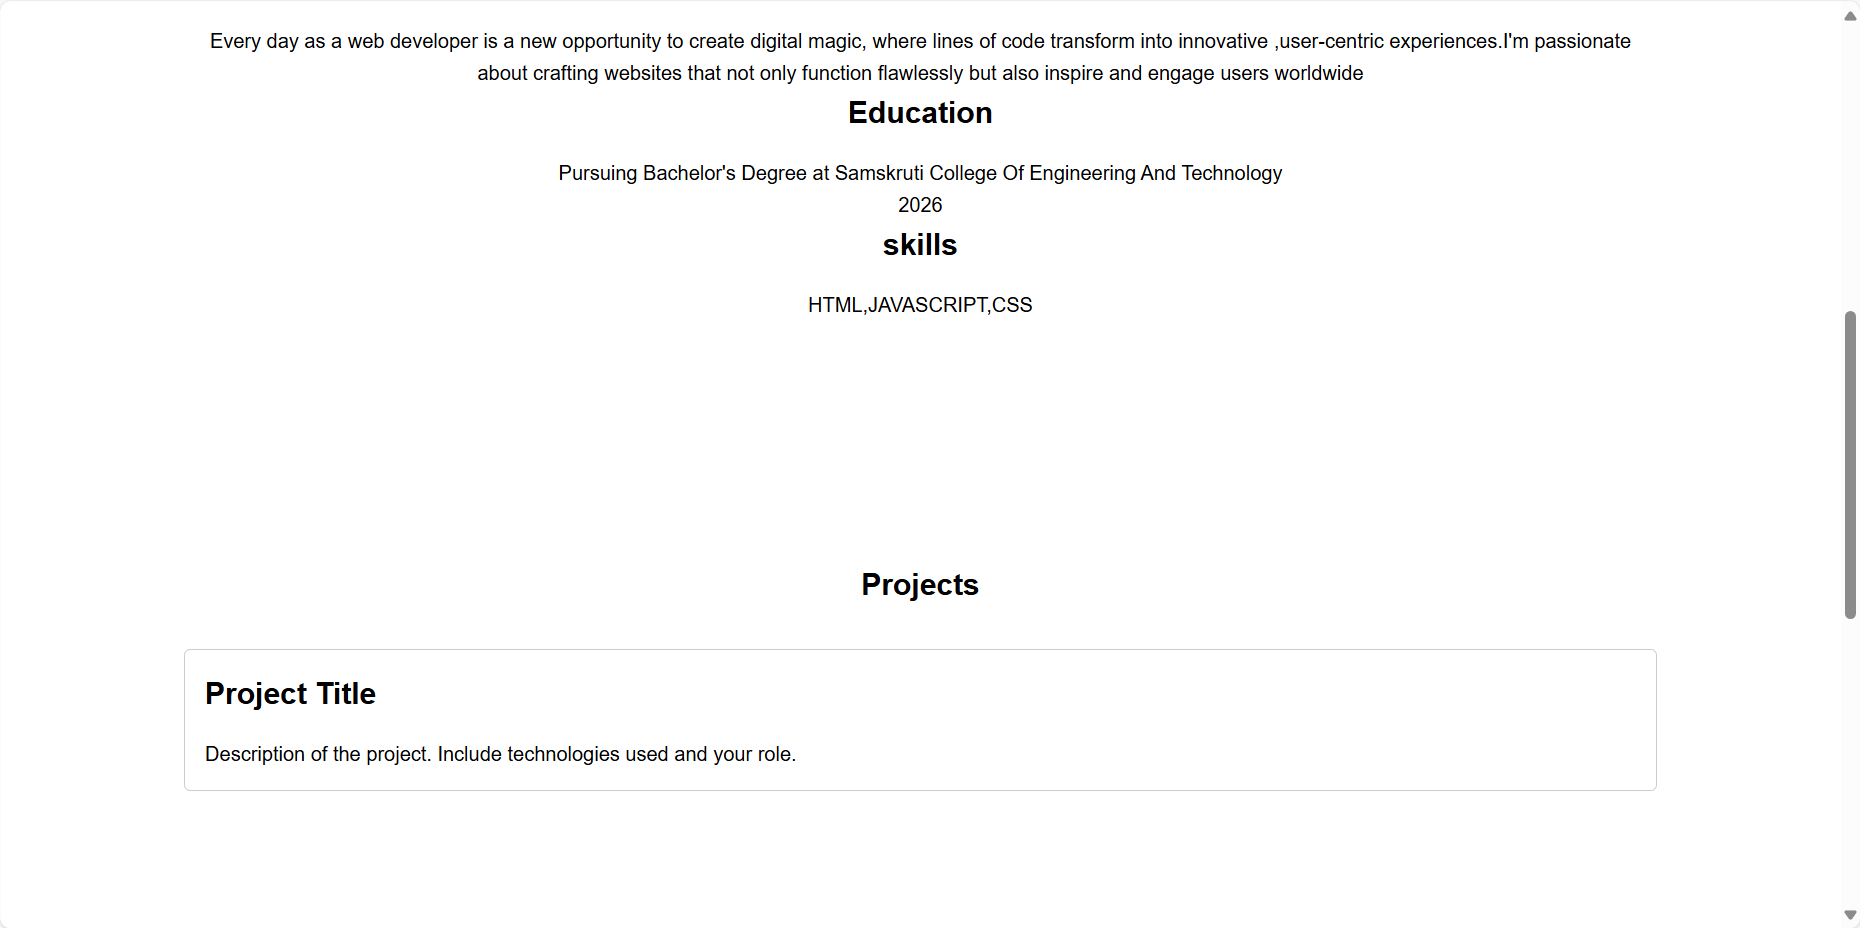 Every day as a web developer is a new opportunity to create digital magic, where lines of code transform into innovative ,user-centric experiences.I'm passionate
about crafting websites that not only function flawlessly but also inspire and engage users worldwide
Education
Pursuing Bachelor's Degree at Samskruti College Of Engineering And Technology
2026
skills
HTML,JAVASCRIPT,CSS
Projects
Project Title
Description of the project. Include technologies used and your role.